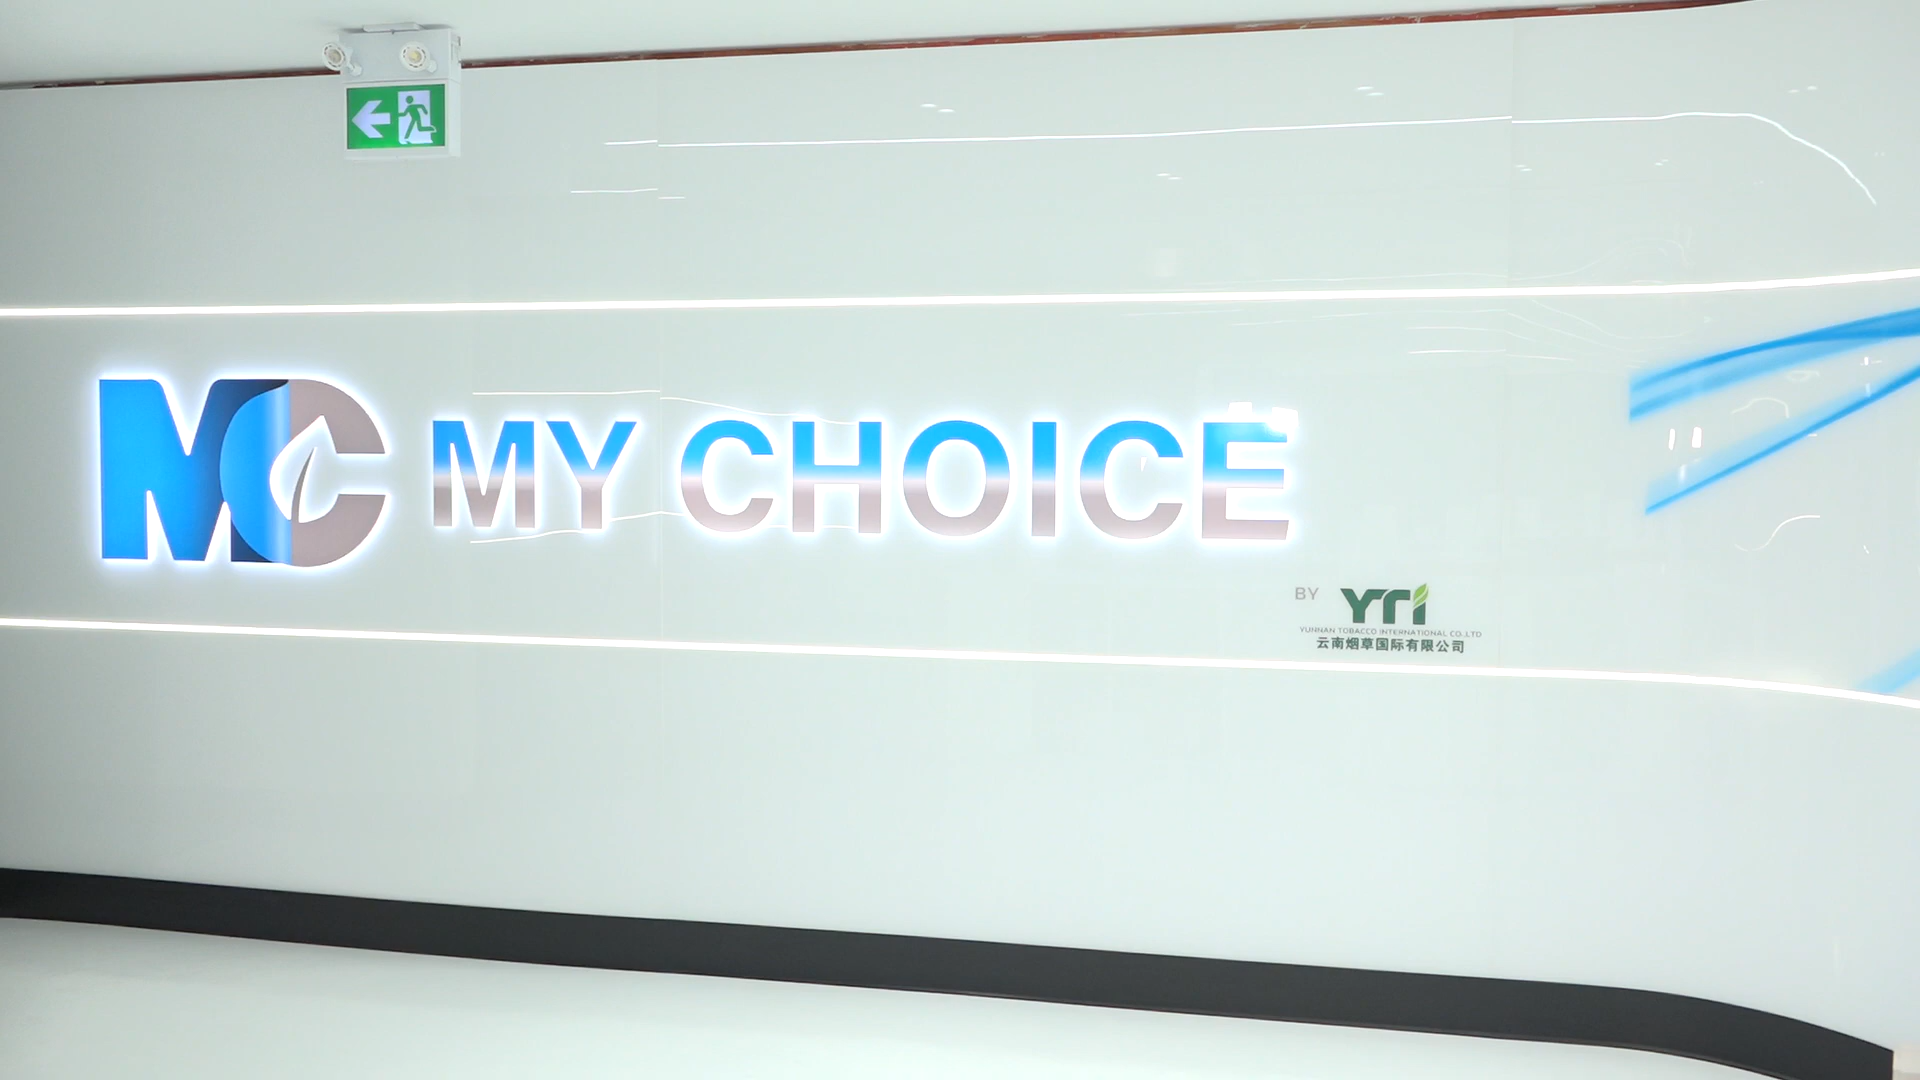 MC MY CHOICE
BY YTI
YUNNAN TOBACCO INTERNATIONAL CO.,LTD
云南烟草国际有限公司